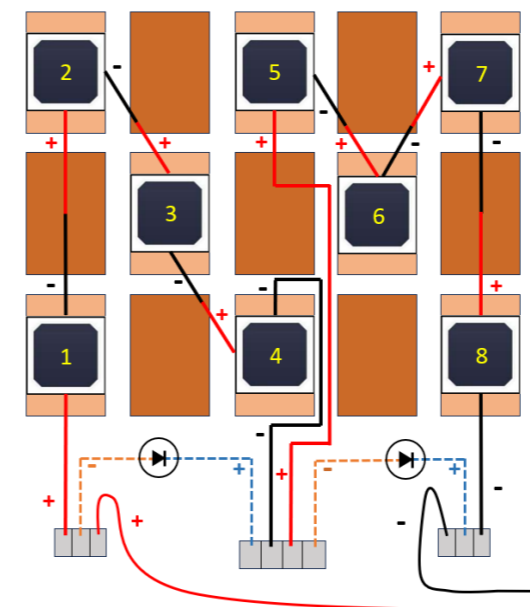 2 - 5 7
+
-
+ + + + - -
3 6
- - - +
+
1 4 8
- - + - + -
+ + -